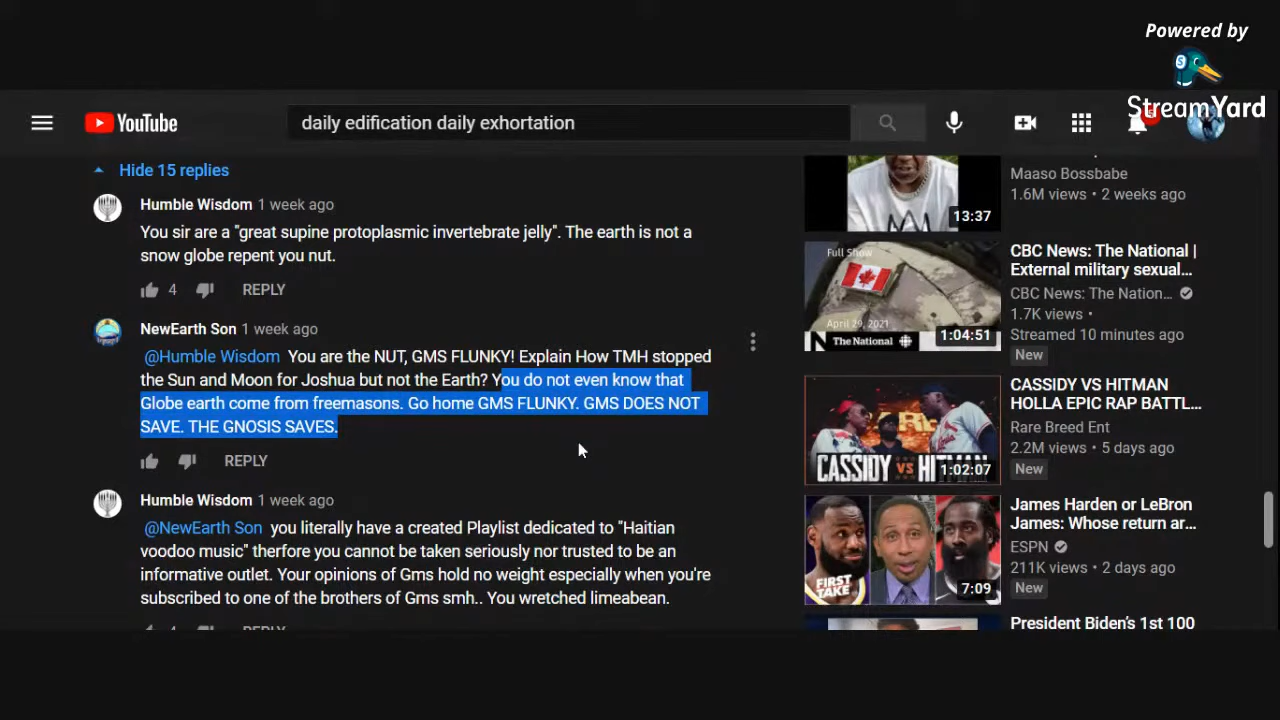 Powered by
StreamYard
YouTube
daily edification daily exhortation
Hide 15 replies
Humble Wisdom 1 week ago
You sir are a "great supine protoplasmic invertebrate jelly". The earth is not a
snow globe repent you nut.
4 REPLY
NewEarth Son 1 week ago
@Humble Wisdom You are the NUT, GMS FLUNKY! Explain How TMH stopped
the Sun and Moon for Joshua but not the Earth? You do not even know that
Globe earth come from freemasons. Go home GMS FLUNKY. GMS DOES NOT
SAVE. THE GNOSIS SAVES.
REPLY
Humble Wisdom 1 week ago
@NewEarth Son you literally have a created Playlist dedicated to "Haitian
voodoo music" therfore you cannot be taken seriously nor trusted to be an
informative outlet. Your opinions of Gms hold no weight especially when you're
subscribed to one of the brothers of Gms smh.. You wretched limeabean.
4 REPLY
13:37
Maaso Bossbabe
1.6M views • 2 weeks ago
Full Show
April 29, 2021
The National
1:04:51
CBC News: The National |
External military sexual...
CBC News: The Nation...
1.7K views •
Streamed 10 minutes ago
New
CASSIDY VS HITMAN
1:02:07
CASSIDY VS HITMAN
HOLLA EPIC RAP BATTL...
Rare Breed Ent
2.2M views • 5 days ago
New
FIRST
TAKE
7:09
James Harden or LeBron
James: Whose return ar...
ESPN
211K views • 2 days ago
New
President Biden's 1st 100